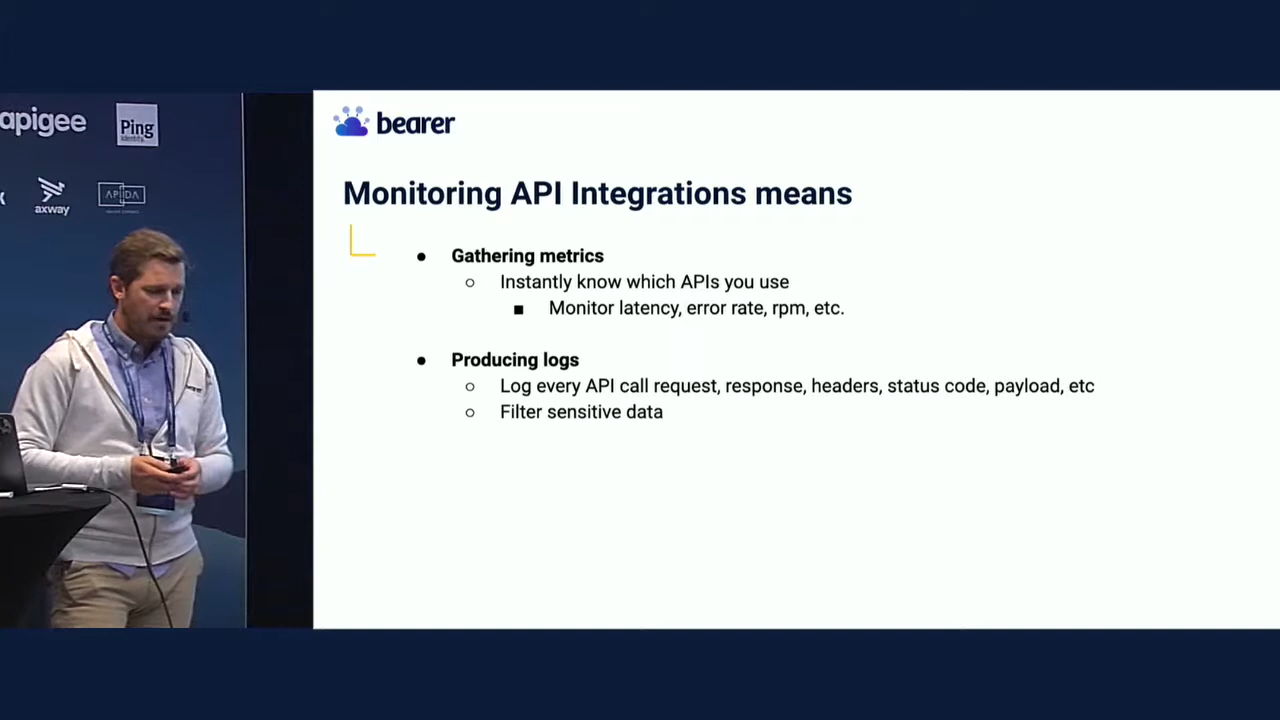 apigee
Ping
Identity.
axway
APIDA
bearer
Monitoring API Integrations means
Gathering metrics
Instantly know which APIs you use
Monitor latency, error rate, rpm, etc.
Producing logs
Log every API call request, response, headers, status code, payload, etc
Filter sensitive data